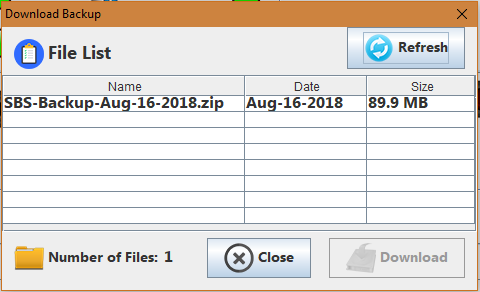 Download Backup
File List
Refresh
Name Date Size
SBS-Backup-Aug-16-2018.zip Aug-16-2018 89.9 MB
Number of Files: 1
Close
Download